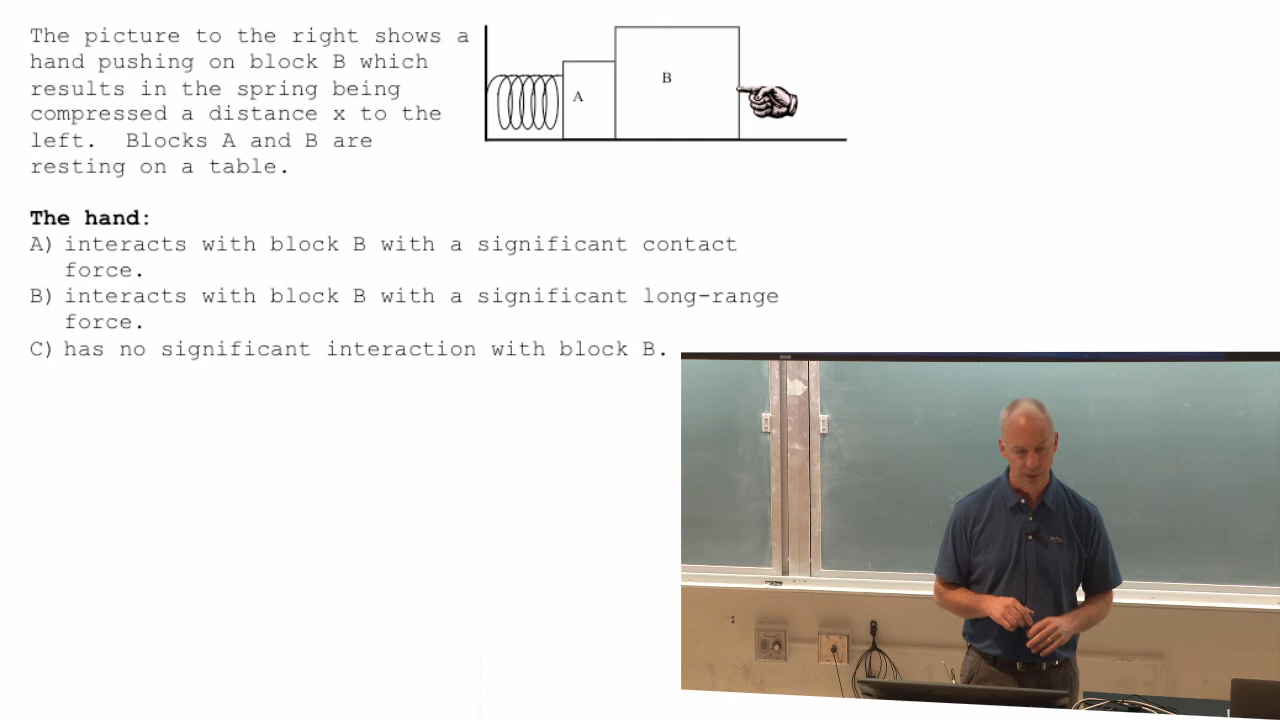 The picture to the right shows a
hand pushing on block B which
results in the spring being
compressed a distance x to the
left.  Blocks A and B are
resting on a table.
A
B
The hand:
A) interacts with block B with a significant contact
force.
B) interacts with block B with a significant long-range
force.
C) has no significant interaction with block B.